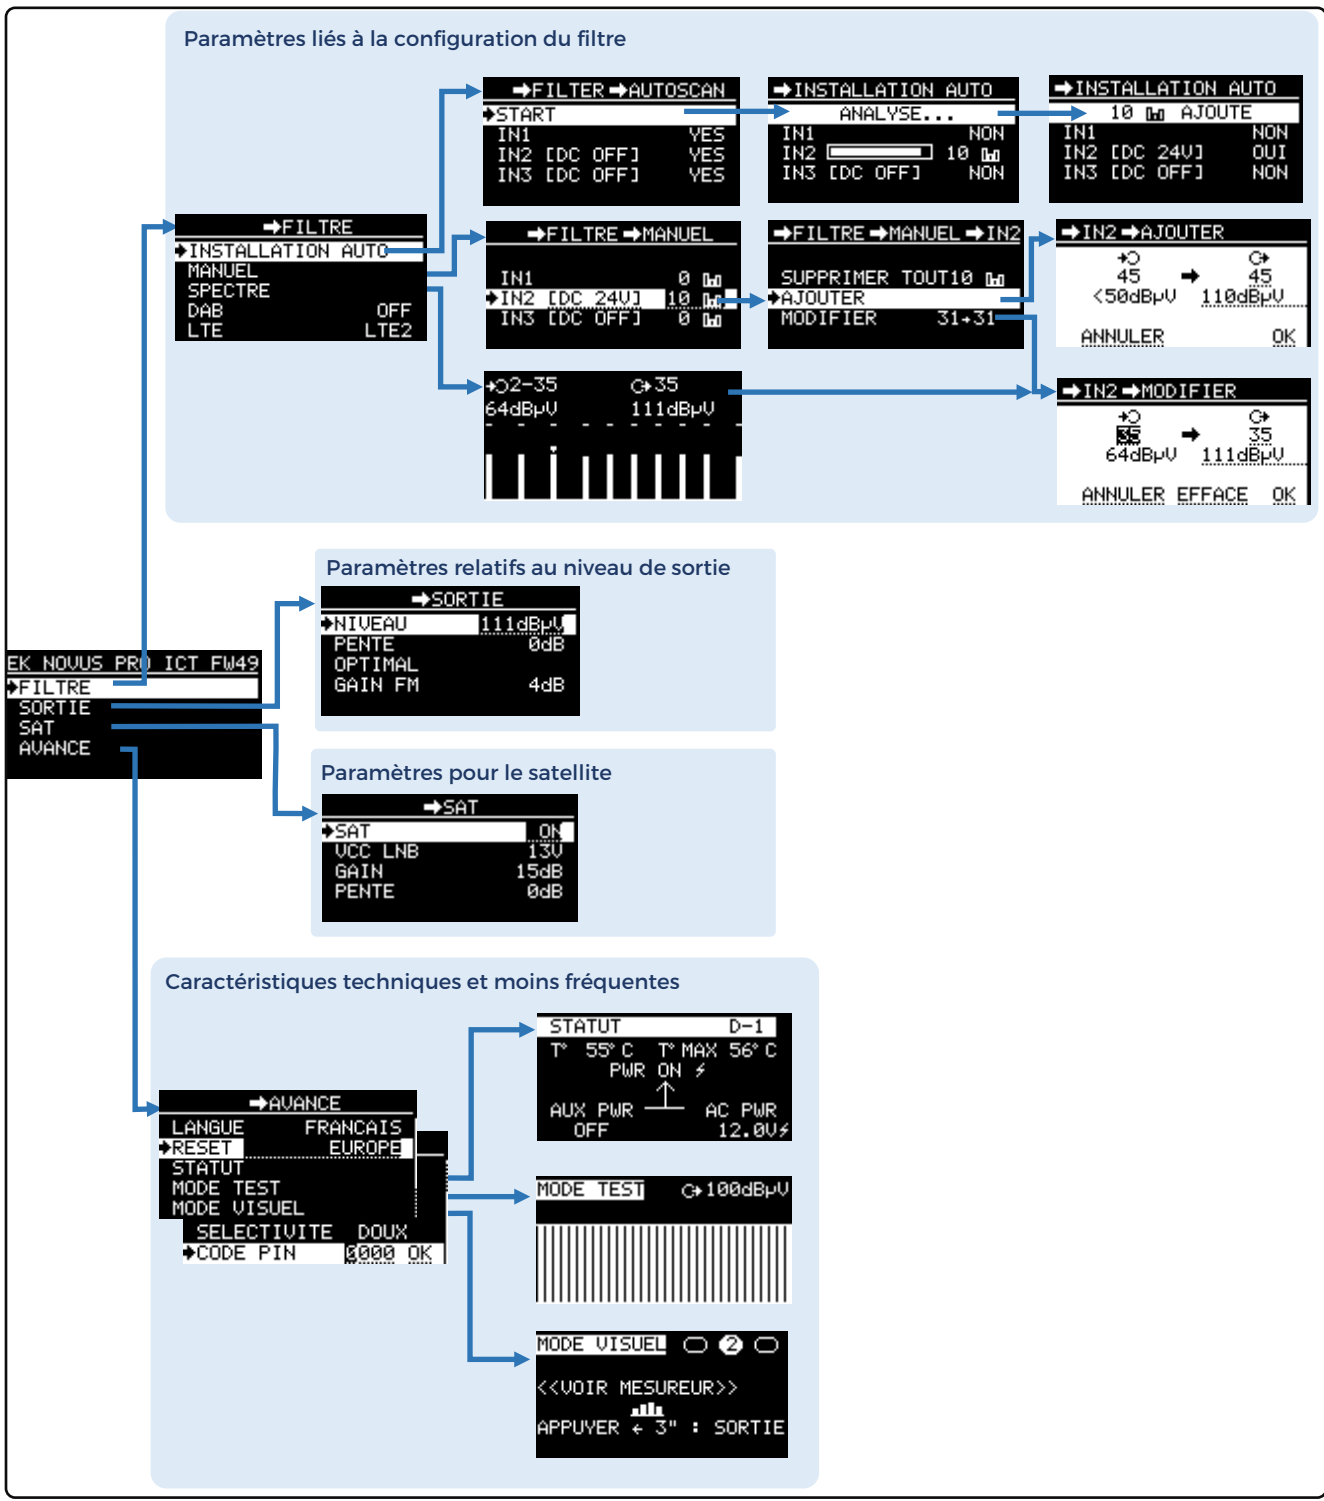 Paramètres liés à la configuration du filtre
➡FILTER ➡AUTOSCAN
➔START
IN1 YES
IN2 [DC OFF] YES
IN3 [DC OFF] YES
➡INSTALLATION AUTO
ANALYSE...
IN1 NON
IN2 10
IN3 [DC OFF] NON
➡INSTALLATION AUTO
10 AJOUTE
IN1 NON
IN2 [DC 24V] OUI
IN3 [DC OFF] NON
➡FILTRE
➔INSTALLATION AUTO
MANUEL
SPECTRE
DAB OFF
LTE LTE2
➡FILTRE ➡MANUEL
IN1 0
➔IN2 [DC 24V] 10
IN3 [DC OFF] 0
➡FILTRE ➡MANUEL ➡IN2
SUPPRIMER TOUT10
➔AJOUTER
MODIFIER 31→31
➡IN2 ➡AJOUTER
45 ➡ 45
<50dBµV 110dBµV
ANNULER OK
2-35 35
64dBµV 111dBµV
➡IN2 ➡MODIFIER
35 ➡ 35
64dBµV 111dBµV
ANNULER EFFACE OK
Paramètres relatifs au niveau de sortie
➡SORTIE
➔NIVEAU 111dBµV
PENTE 0dB
OPTIMAL
GAIN FM 4dB
EK NOVUS PRO ICT FW49
➔FILTRE
SORTIE
SAT
AVANCE
Paramètres pour le satellite
➡SAT
➔SAT ON
VCC LNB 13V
GAIN 15dB
PENTE 0dB
Caractéristiques techniques et moins fréquentes
STATUT D-1
T° 55°C T°MAX 56°C
PWR ON ⚡
AUX PWR AC PWR
OFF 12.0V⚡
➡AVANCE
LANGUE FRANCAIS
➔RESET EUROPE
STATUT
MODE TEST
MODE VISUEL
SELECTIVITE DOUX
➔CODE PIN 0000 OK
MODE TEST 100dBµV
MODE VISUEL 2
<<VOIR MESUREUR>>
APPUYER ← 3" : SORTIE